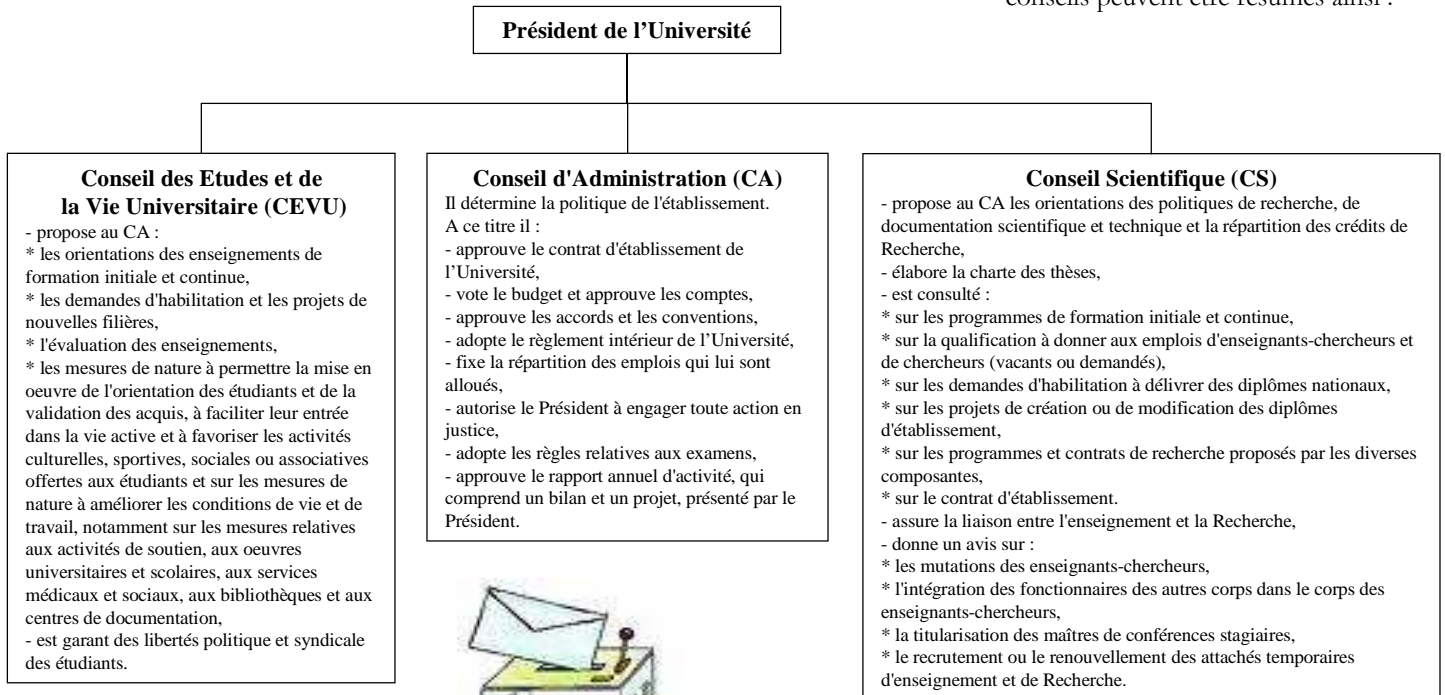 conseils peuvent être résumés ainsi :
Président de l'Université
Conseil des Etudes et de
la Vie Universitaire (CEVU)
- propose au CA :
* les orientations des enseignements de
formation initiale et continue,
* les demandes d'habilitation et les projets de
nouvelles filières,
* l'évaluation des enseignements,
* les mesures de nature à permettre la mise en
oeuvre de l'orientation des étudiants et de la
validation des acquis, à faciliter leur entrée
dans la vie active et à favoriser les activités
culturelles, sportives, sociales ou associatives
offertes aux étudiants et sur les mesures de
nature à améliorer les conditions de vie et de
travail, notamment sur les mesures relatives
aux activités de soutien, aux oeuvres
universitaires et scolaires, aux services
médicaux et sociaux, aux bibliothèques et aux
centres de documentation,
- est garant des libertés politique et syndicale
des étudiants.
Conseil d'Administration (CA)
Il détermine la politique de l'établissement.
A ce titre il :
- approuve le contrat d'établissement de
l'Université,
- vote le budget et approuve les comptes,
- approuve les accords et les conventions,
- adopte le règlement intérieur de l'Université,
- fixe la répartition des emplois qui lui sont
alloués,
- autorise le Président à engager toute action en
justice,
- adopte les règles relatives aux examens,
- approuve le rapport annuel d'activité, qui
comprend un bilan et un projet, présenté par le
Président.
Conseil Scientifique (CS)
- propose au CA les orientations des politiques de recherche, de
documentation scientifique et technique et la répartition des crédits de
Recherche,
- élabore la charte des thèses,
- est consulté :
* sur les programmes de formation initiale et continue,
* sur la qualification à donner aux emplois d'enseignants-chercheurs et
de chercheurs (vacants ou demandés),
* sur les demandes d'habilitation à délivrer des diplômes nationaux,
* sur les projets de création ou de modification des diplômes
d'établissement,
* sur les programmes et contrats de recherche proposés par les diverses
composantes,
* sur le contrat d'établissement.
- assure la liaison entre l'enseignement et la Recherche,
- donne un avis sur :
* les mutations des enseignants-chercheurs,
* l'intégration des fonctionnaires des autres corps dans le corps des
enseignants-chercheurs,
* la titularisation des maîtres de conférences stagiaires,
* le recrutement ou le renouvellement des attachés temporaires
d'enseignement et de Recherche.